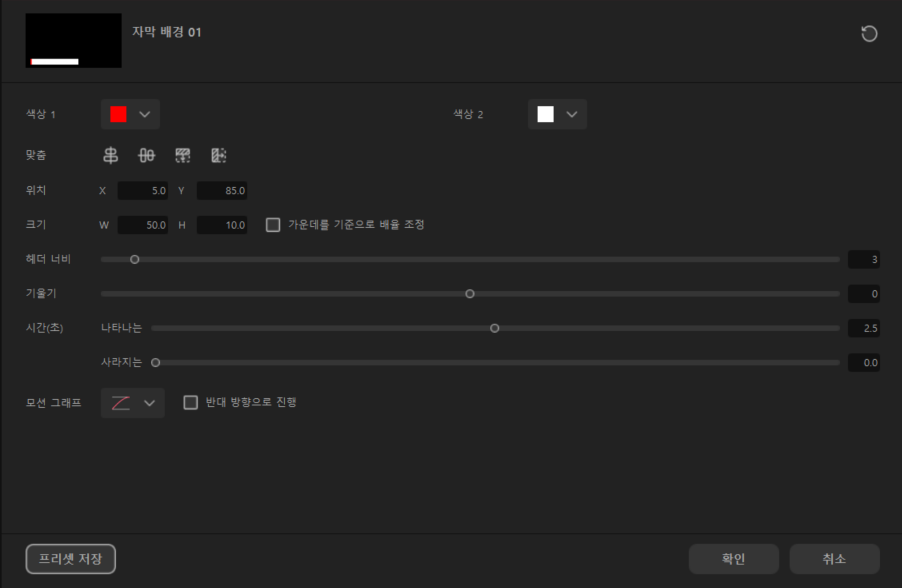 자막 배경 01
색상 1
색상 2
맞춤
위치 X 5.0 Y 85.0
크기 W 50.0 H 10.0 가운데를 기준으로 배율 조정
헤더 너비 3
기울기 0
시간(초) 나타나는 2.5
사라지는 0.0
모션 그래프 반대 방향으로 진행
프리셋 저장 확인 취소